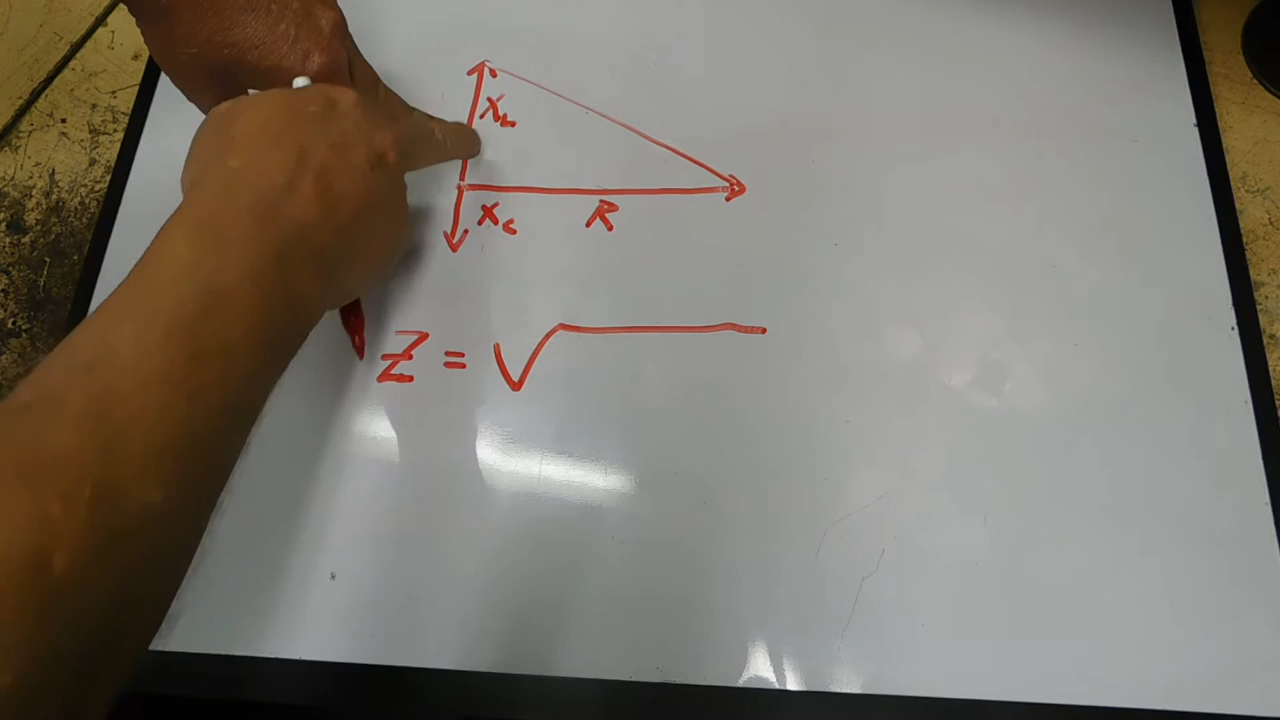 X_L
X_C R
Z = √